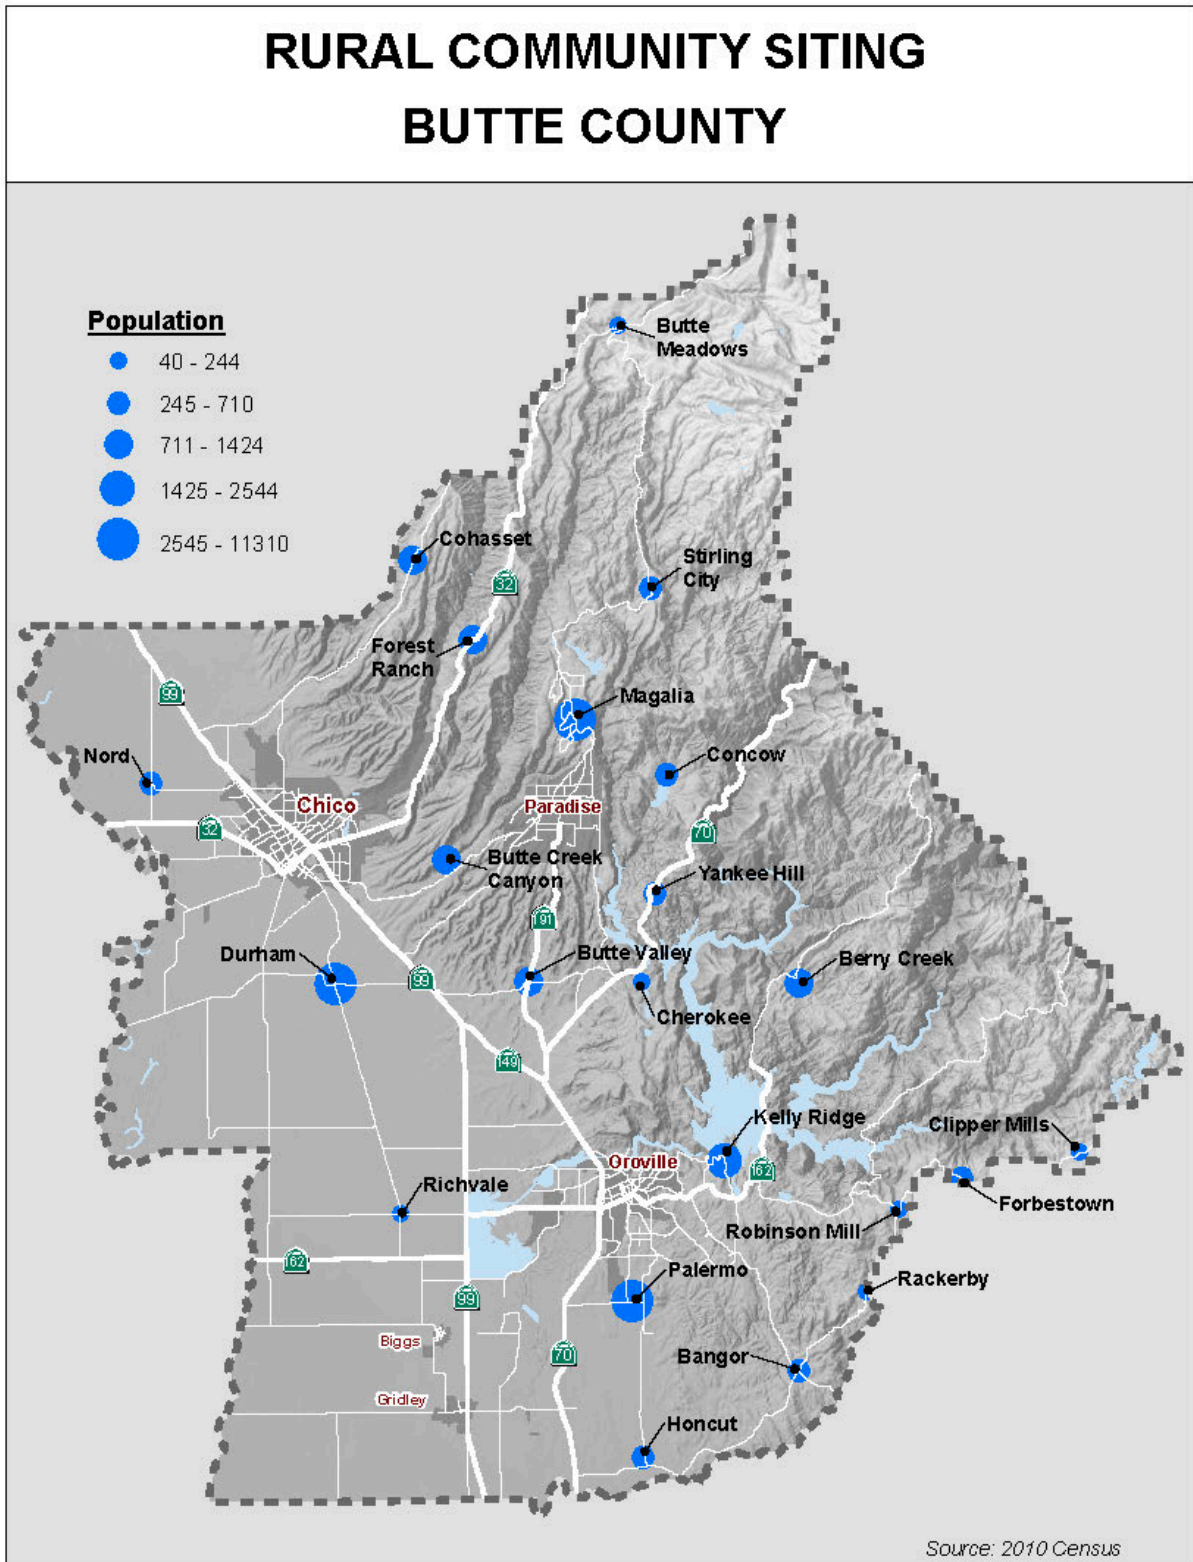 RURAL COMMUNITY SITING
BUTTE COUNTY
Population
40 - 244
245 - 710
711 - 1424
1425 - 2544
2545 - 11310
Butte
Meadows
Cohasset
32
Stirling
City
Forest
Ranch
99
Magalia
Nord
Concow
Chico
Paradise
32
70
Butte Creek
Canyon
Yankee Hill
191
Durham
99
Butte Valley
Berry Creek
Cherokee
149
Kelly Ridge
Clipper Mills
Oroville
162
Richvale
Forbestown
Robinson Mill
162
Palermo
Rackerby
99
Biggs
70
Bangor
Gridley
Honcut
Source: 2010 Census